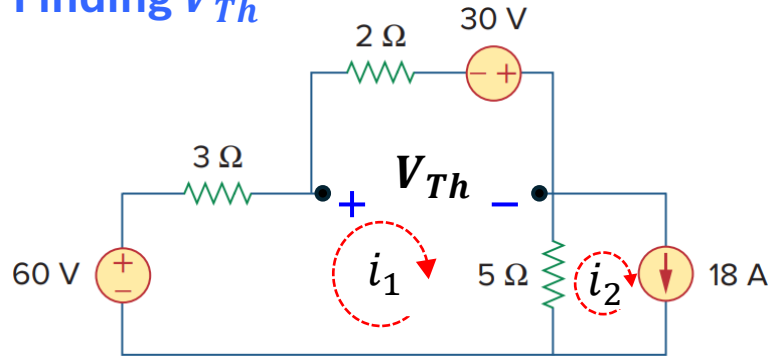 Finding V_Th
30 V
2 Ω
− +
3 Ω
V_Th
+ −
60 V
+
−
i_1
5 Ω
i_2
18 A